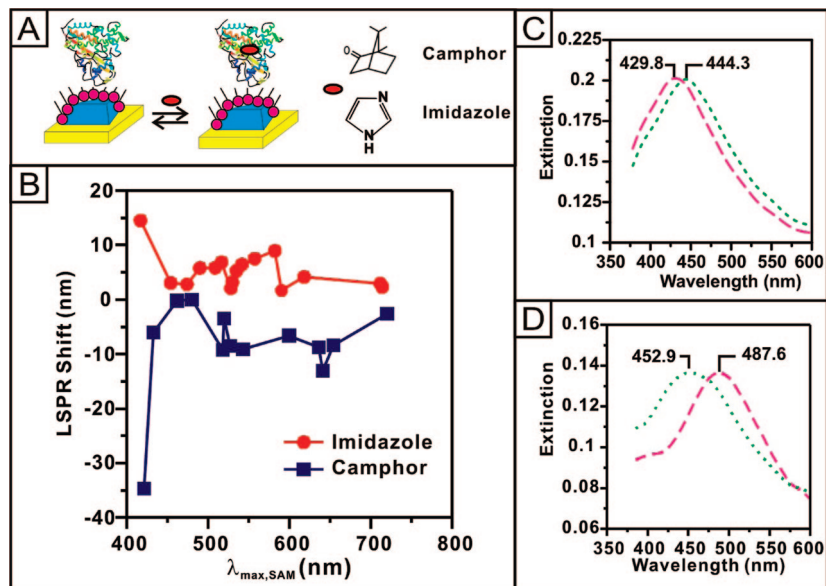 A
O
Camphor
N
N
H
Imidazole
B
20
10
0
-10
-20
-30
-40
LSPR Shift (nm)
Imidazole
Camphor
400 500 600 700 800
λmax,SAM (nm)
C
0.225
0.2
0.175
0.15
0.125
0.1
Extinction
429.8 444.3
350 400 450 500 550 600
Wavelength (nm)
D
0.16
0.14
0.12
0.1
0.08
0.06
Extinction
452.9 487.6
350 400 450 500 550 600
Wavelength (nm)